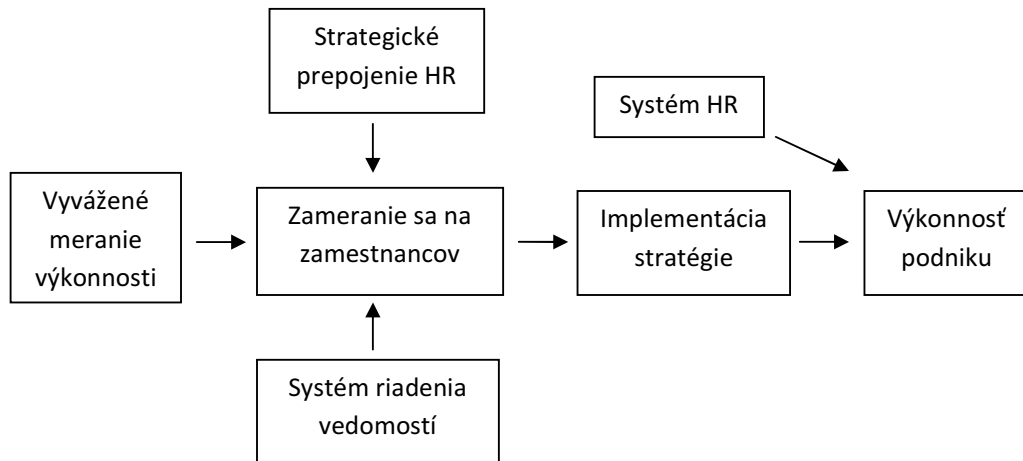 Strategické
prepojenie HR
Systém HR
Vyvážené
meranie
výkonnosti
Zameranie sa na
zamestnancov
Implementácia
stratégie
Výkonnosť
podniku
Systém riadenia
vedomostí